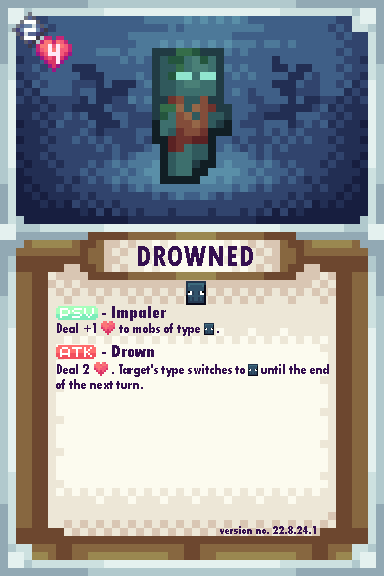 2
4
DROWNED
PSV - Impaler
Deal +1 to mobs of type .
ATK - Drown
Deal 2 . Target's type switches to until the end
of the next turn.
version no. 22.8.24.1